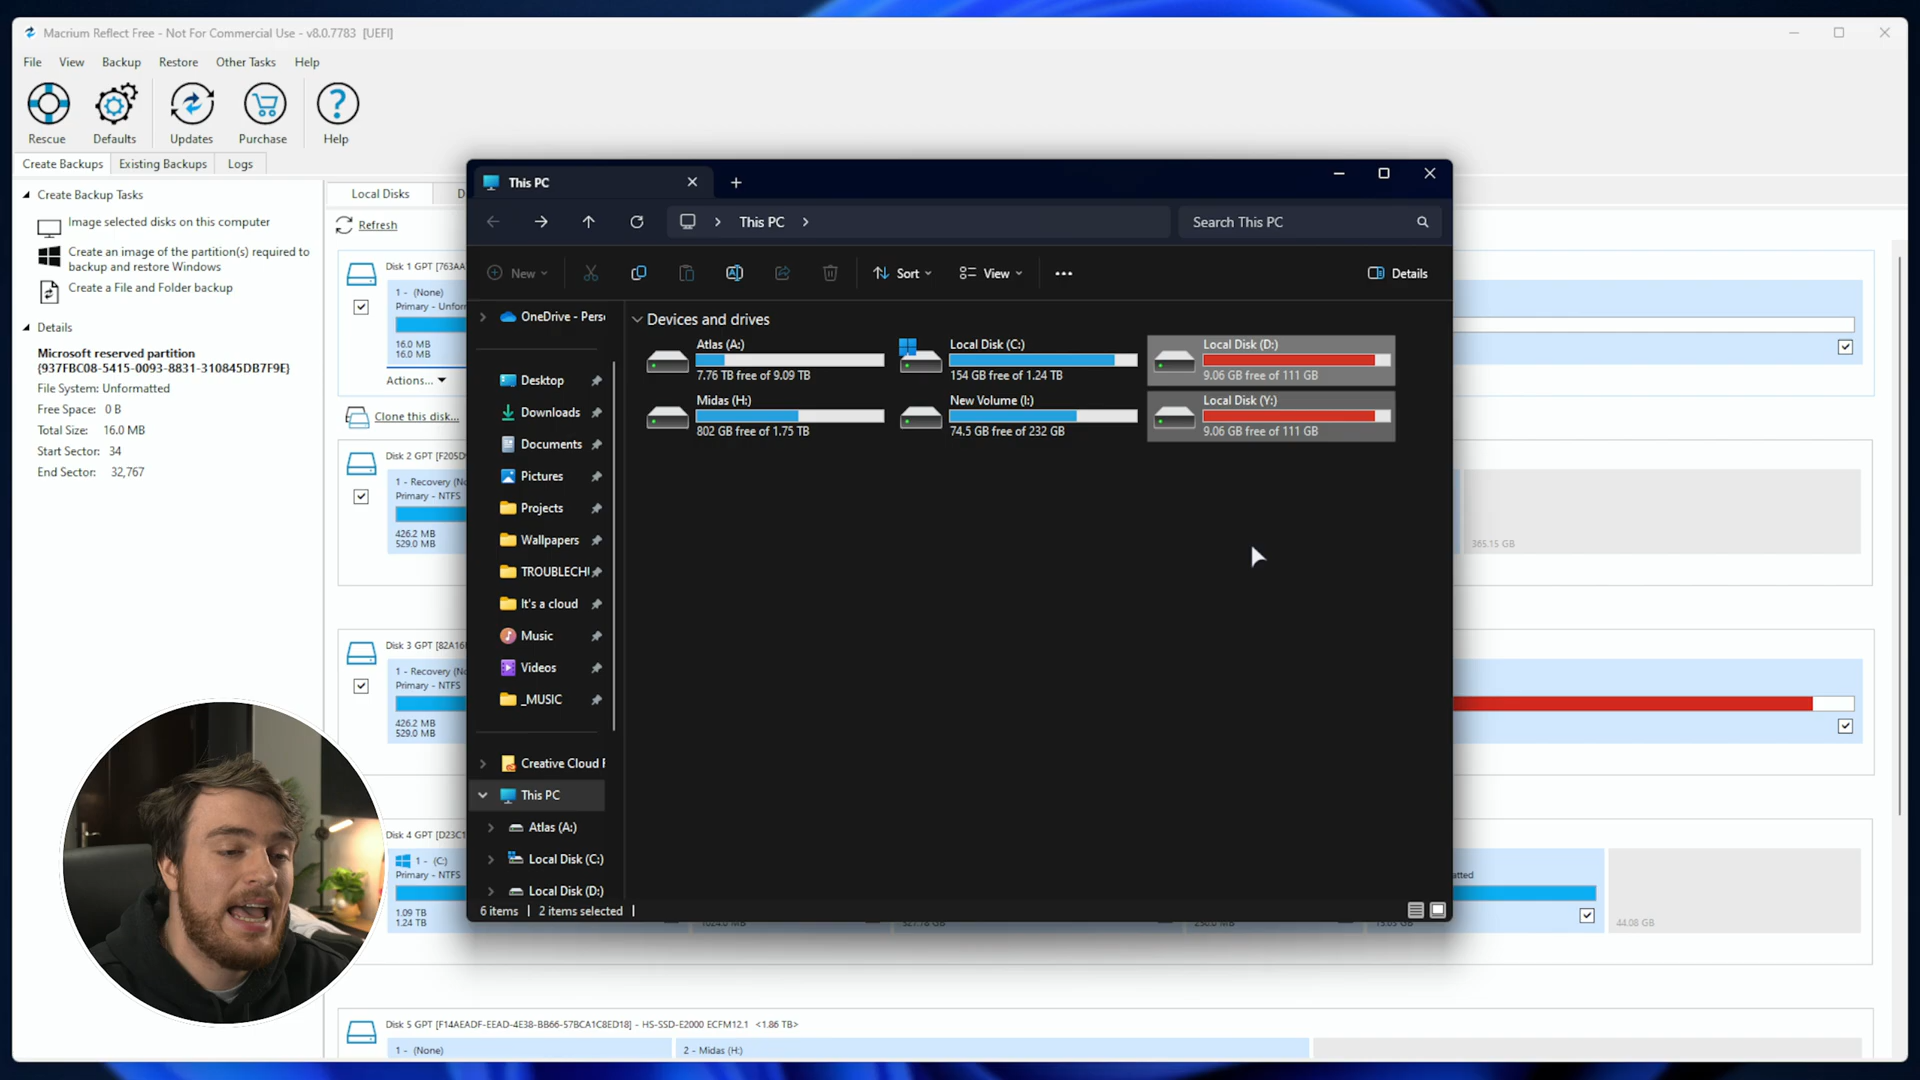 Macrium Reflect Free - Not For Commercial Use - v8.0.7783 [UEFI]
File View Backup Restore Other Tasks Help
Rescue Defaults Updates Purchase Help
Create Backups Existing Backups Logs
Create Backup Tasks
Image selected disks on this computer
Create an image of the partition(s) required to
backup and restore Windows
Create a File and Folder backup
Details
Microsoft reserved partition
{937FBC08-5415-0093-8831-310845DB7F9E}
File System: Unformatted
Free Space: 0 B
Total Size: 16.0 MB
Start Sector: 34
End Sector: 32,767
Local Disks D
Refresh
Disk 1 GPT [763AA
1 - (None)
Primary - Unfor
16.0 MB
16.0 MB
Actions...
Clone this disk...
Disk 2 GPT [F205D
1 - Recovery (No
Primary - NTFS
426.2 MB
529.0 MB
365.15 GB
Disk 3 GPT [82A16
1 - Recovery (No
Primary - NTFS
426.2 MB
529.0 MB
Disk 4 GPT [D23C1
1 - (C:)
Primary - NTFS
1.09 TB
1.24 TB
atted
44.08 GB
Disk 5 GPT [F14AEADF-EEAD-4E38-BB66-57BCA1C8ED18] - HS-SSD-E2000 ECFM12.1 <1.86 TB>
1 - (None)
2 - Midas (H:)
This PC
This PC
Search This PC
New
Sort
View
Details
OneDrive - Pers
Desktop
Downloads
Documents
Pictures
Projects
Wallpapers
TROUBLECH
It's a cloud
Music
Videos
_MUSIC
Creative Cloud F
This PC
Atlas (A:)
Local Disk (C:)
Local Disk (D:)
Devices and drives
Atlas (A:)
7.76 TB free of 9.09 TB
Local Disk (C:)
154 GB free of 1.24 TB
Local Disk (D:)
9.06 GB free of 111 GB
Midas (H:)
802 GB free of 1.75 TB
New Volume (I:)
74.5 GB free of 232 GB
Local Disk (Y:)
9.06 GB free of 111 GB
6 items 2 items selected